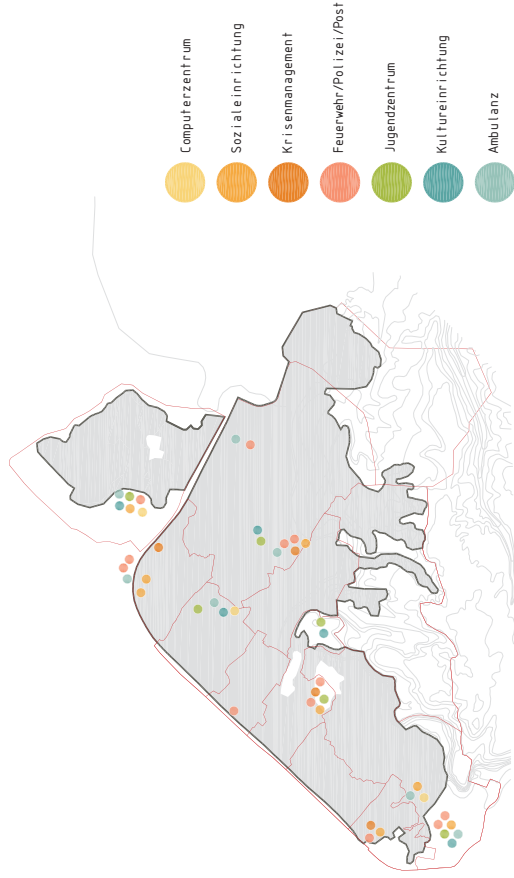 Computerzentrum
Sozialeinrichtung
Krisenmanagement
Feuerwehr/Polizei/Post
Jugendzentrum
Kultureinrichtung
Ambulanz